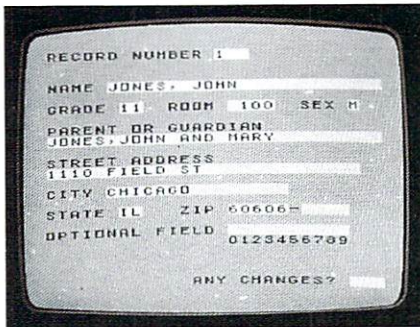 RECORD NUMBER 1
NAME JONES, JOHN
GRADE 11 ROOM 100 SEX M
PARENT OR GUARDIAN
JONES,JOHN AND MARY
STREET ADDRESS
1110 FIELD ST
CITY CHICAGO
STATE IL ZIP 60606-
OPTIONAL FIELD
0123456789
ANY CHANGES?